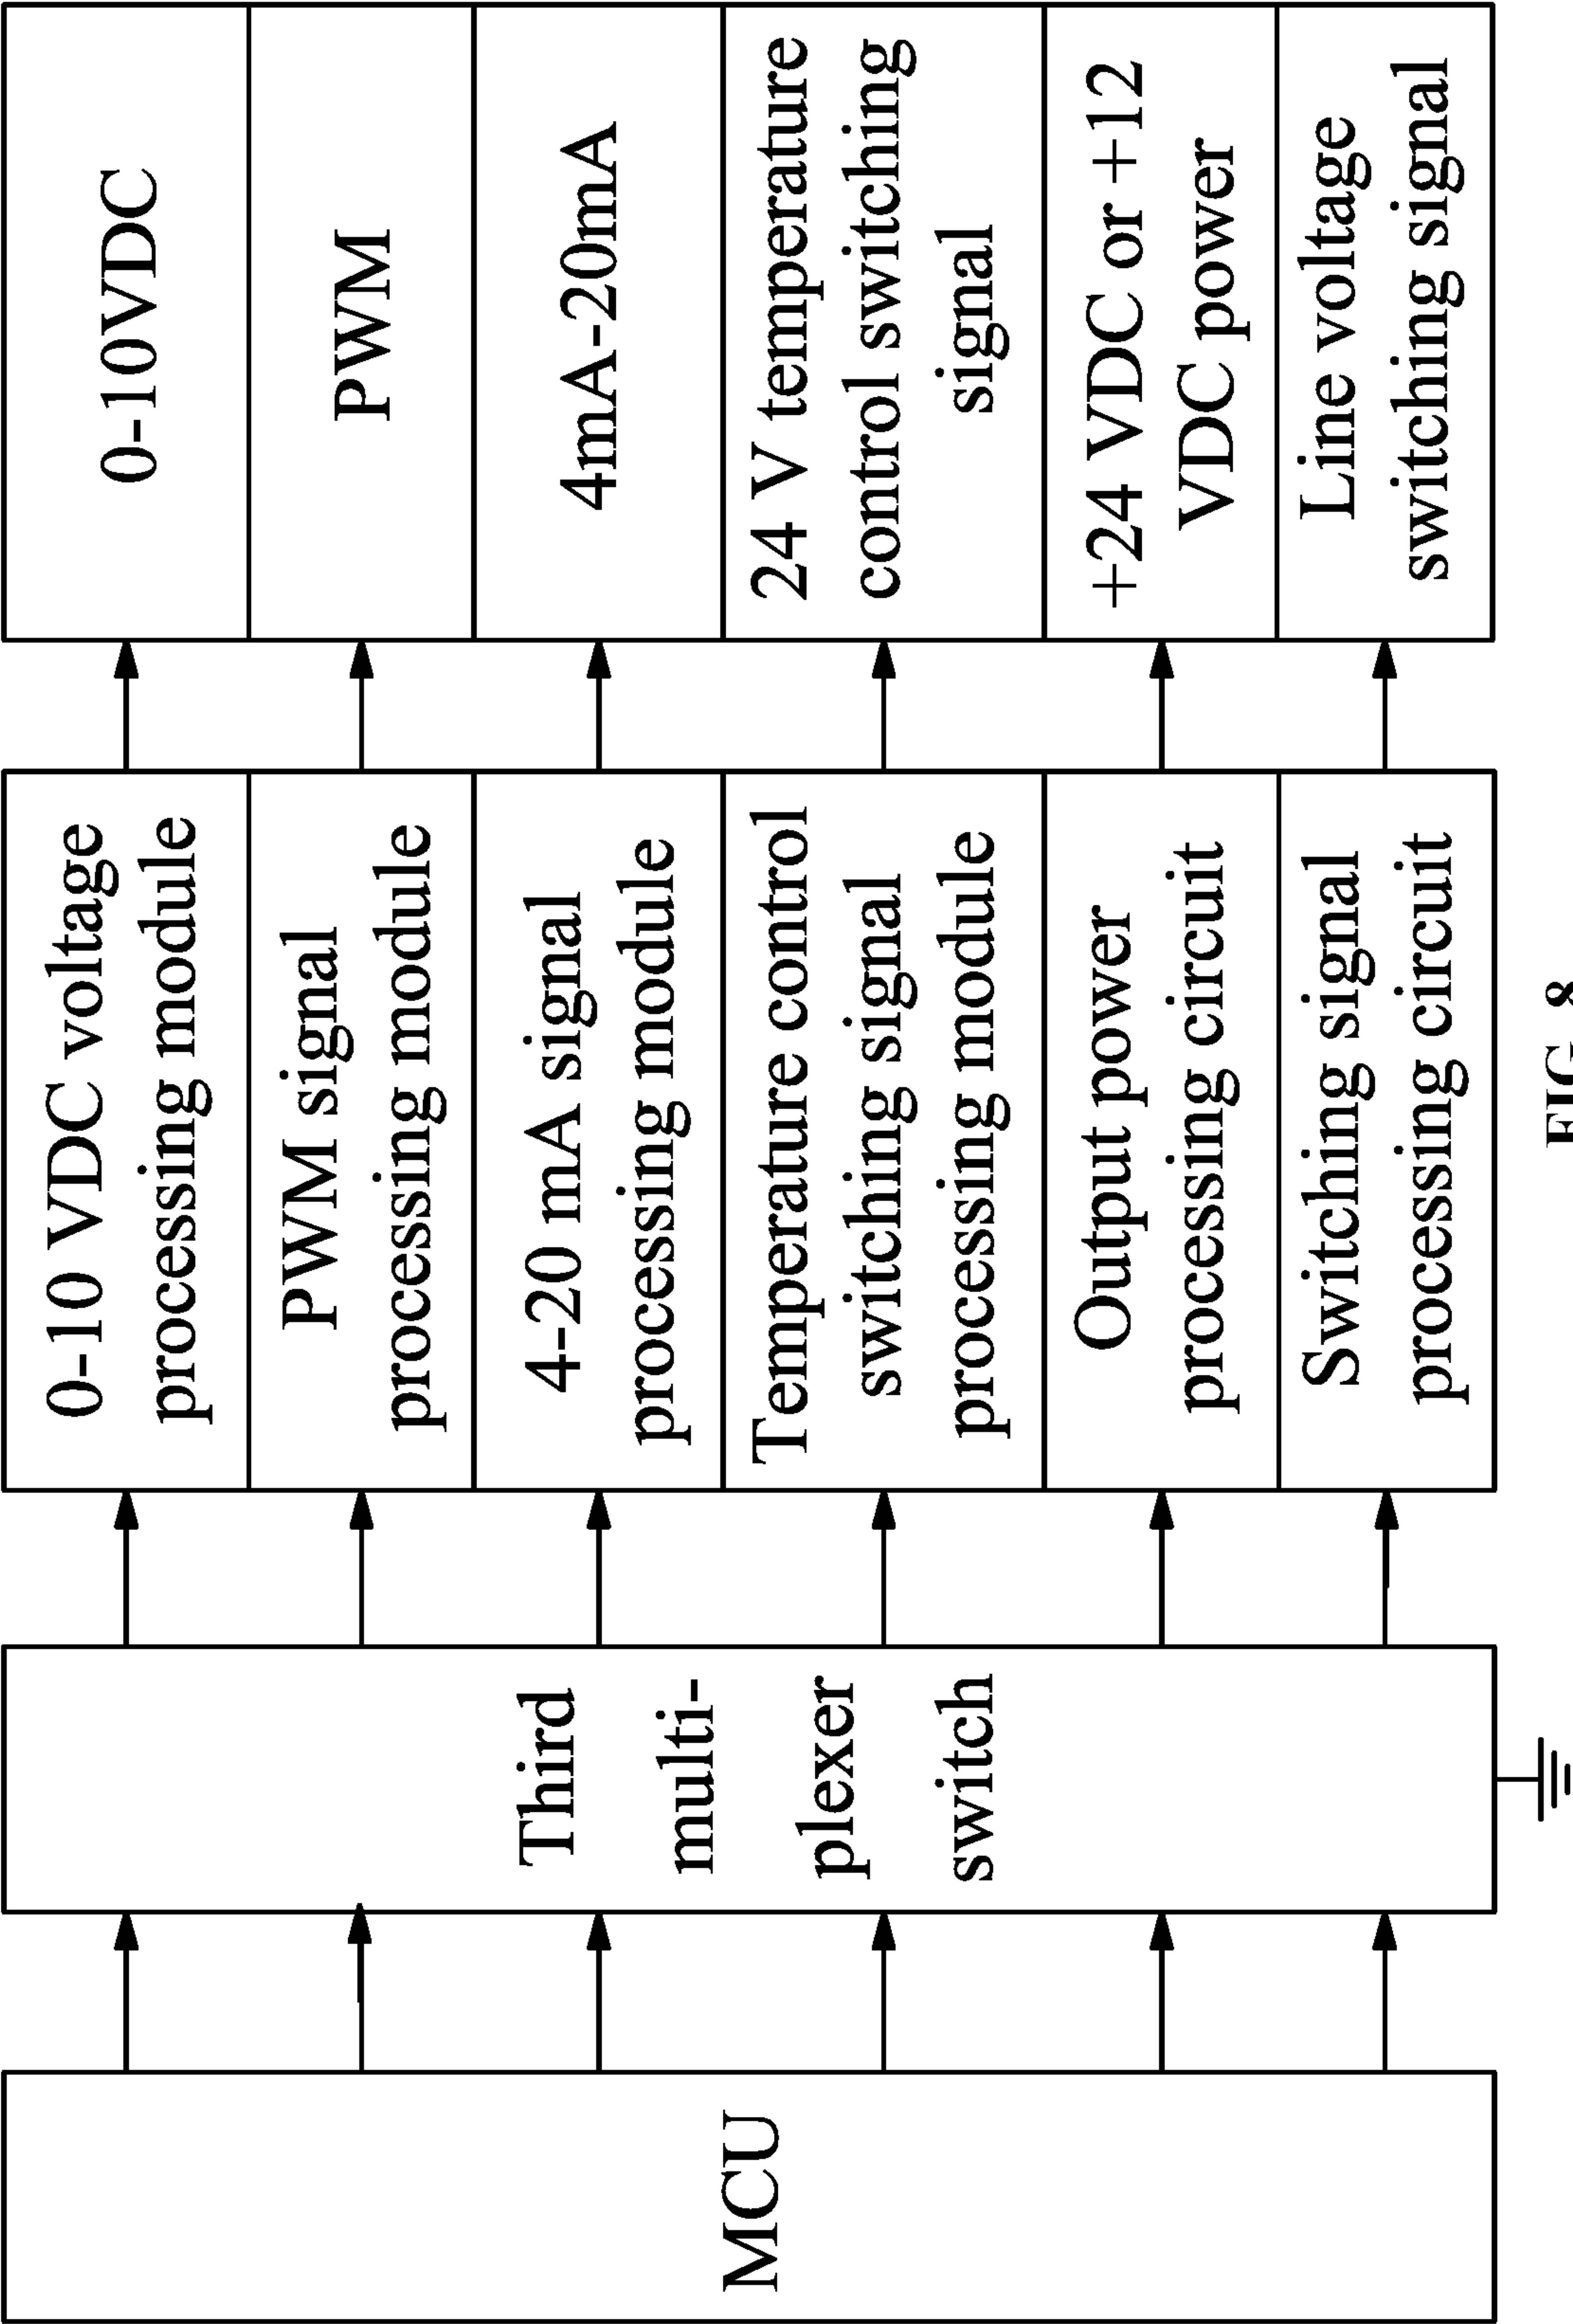 MCU
Third
multi-
plexer
switch
0-10 VDC voltage
processing module
PWM signal
processing module
4-20 mA signal
processing module
Temperature control
switching signal
processing module
Output power
processing circuit
Switching signal
processing circuit
0-10VDC
PWM
4mA-20mA
24 V temperature
control switching
signal
+24 VDC or +12
VDC power
Line voltage
switching signal
FIG. 8